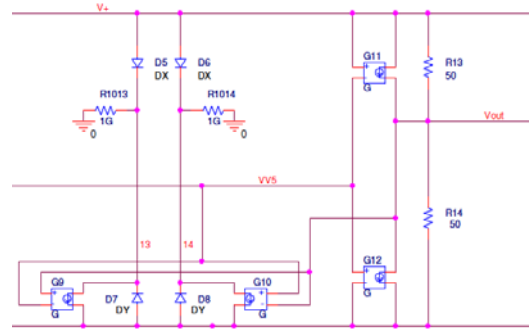 V+
D5 D6 G11
DX DX R13
G 50
R1013 R1014
1G 1G
0 0
Vout
VV5
R14
50
13 14
G9 G10 G12
D7 D8
G DY DY G G